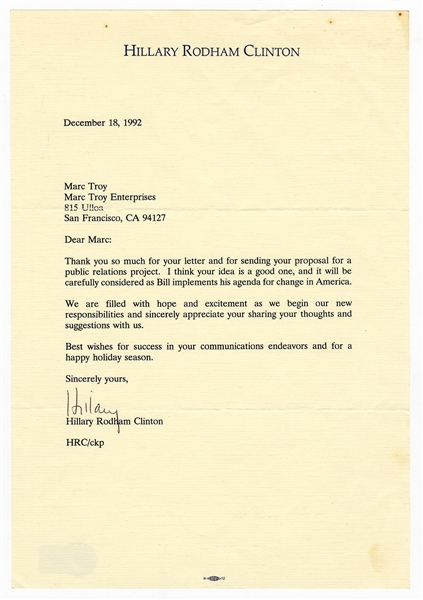 HILLARY RODHAM CLINTON
December 18, 1992
Marc Troy
Marc Troy Enterprises
815 Ulloa
San Francisco, CA 94127
Dear Marc:
Thank you so much for your letter and for sending your proposal for a
public relations project. I think your idea is a good one, and it will be
carefully considered as Bill implements his agenda for change in America.
We are filled with hope and excitement as we begin our new
responsibilities and sincerely appreciate your sharing your thoughts and
suggestions with us.
Best wishes for success in your communications endeavors and for a
happy holiday season.
Sincerely yours,
Hillary
Hillary Rodham Clinton
HRC/ckp